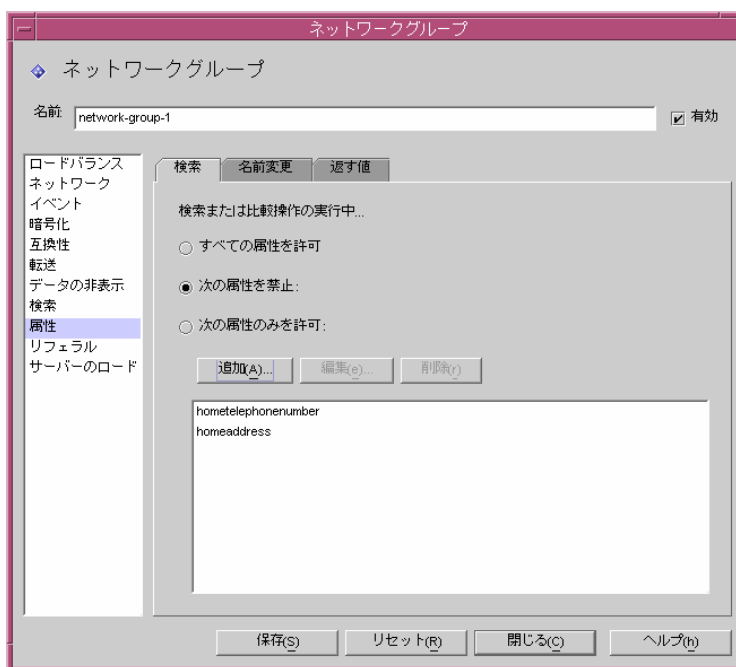 ネットワークグループ
ネットワークグループ
名前: network-group-1 有効
ロードバランス
ネットワーク
イベント
暗号化
互換性
転送
データの非表示
検索
属性
リフェラル
サーバーのロード
検索 名前変更 返す値
検索または比較操作の実行中...
すべての属性を許可
次の属性を禁止:
次の属性のみを許可:
追加(A)... 編集(e)... 削除(r)
hometelephonenumber
homeaddress
保存(S) リセット(R) 閉じる(C) ヘルプ(h)